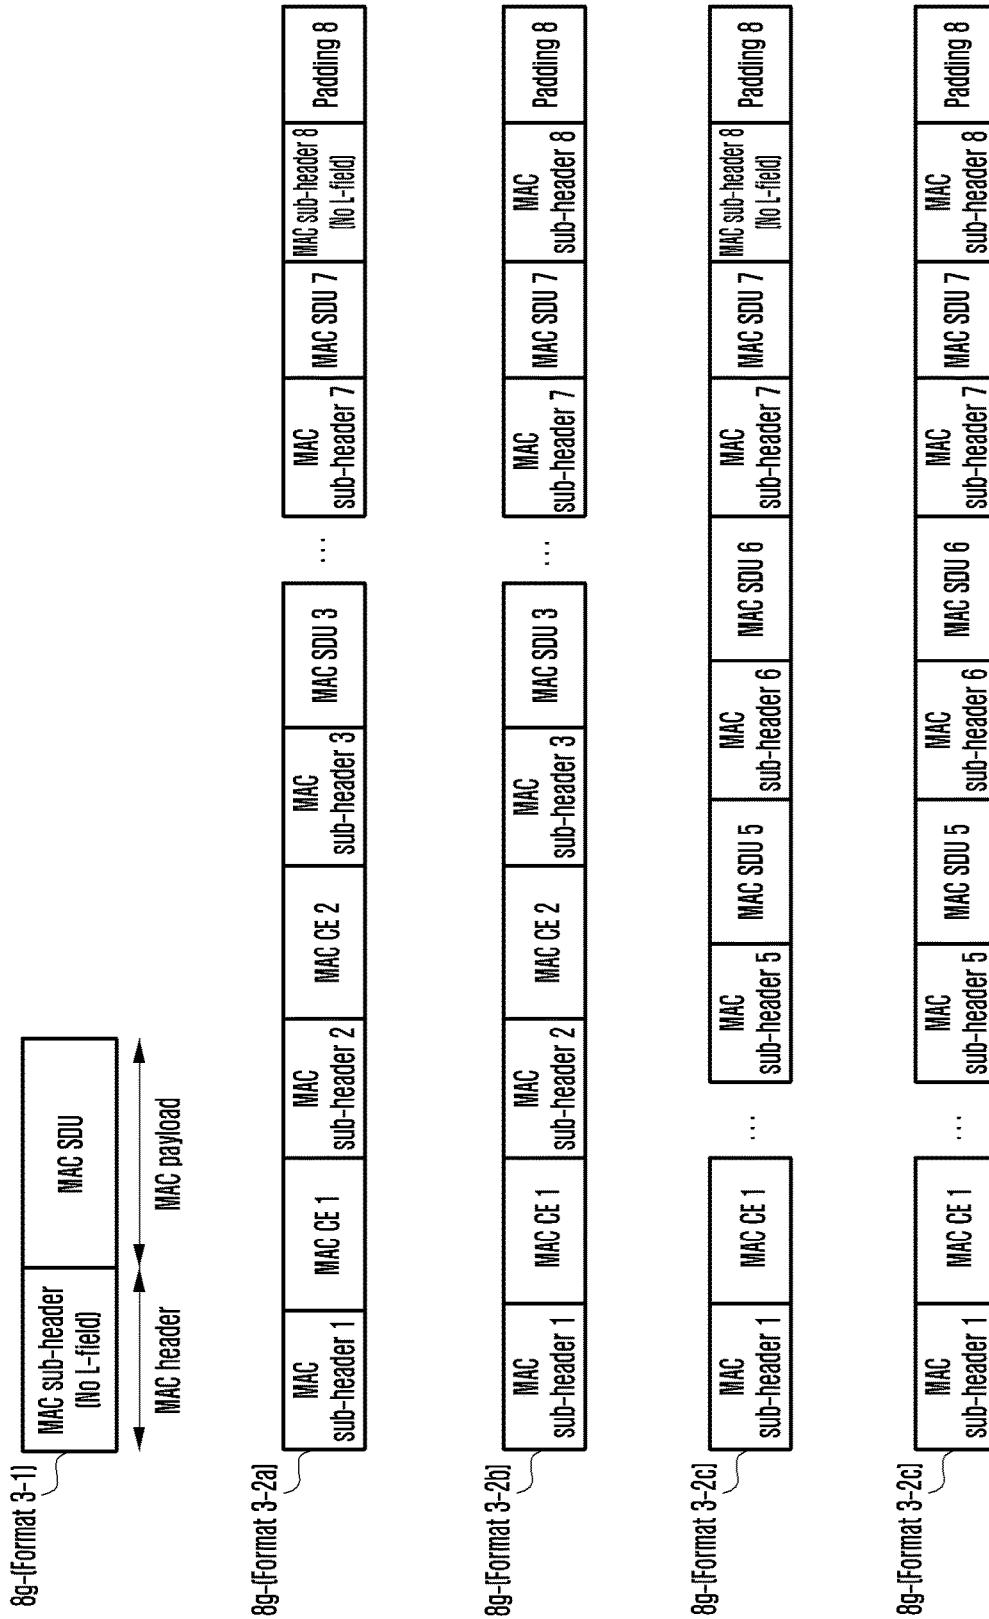 8g-(Format 3-1)
MAC sub-header
(No L-field)
MAC SDU
MAC header
MAC payload
8g-(Format 3-2a)
MAC
sub-header 1
MAC CE 1
MAC
sub-header 2
MAC CE 2
MAC
sub-header 3
MAC SDU 3
...
MAC
sub-header 7
MAC SDU 7
MAC sub-header 8
(No L-field)
Padding 8
8g-(Format 3-2b)
MAC
sub-header 1
MAC CE 1
MAC
sub-header 2
MAC CE 2
MAC
sub-header 3
MAC SDU 3
...
MAC
sub-header 7
MAC SDU 7
MAC
sub-header 8
Padding 8
8g-(Format 3-2c)
MAC
sub-header 1
MAC CE 1
...
MAC
sub-header 5
MAC SDU 5
MAC
sub-header 6
MAC SDU 6
MAC
sub-header 7
MAC SDU 7
MAC sub-header 8
(No L-field)
Padding 8
8g-(Format 3-2c)
MAC
sub-header 1
MAC CE 1
...
MAC
sub-header 5
MAC SDU 5
MAC
sub-header 6
MAC SDU 6
MAC
sub-header 7
MAC SDU 7
MAC
sub-header 8
Padding 8